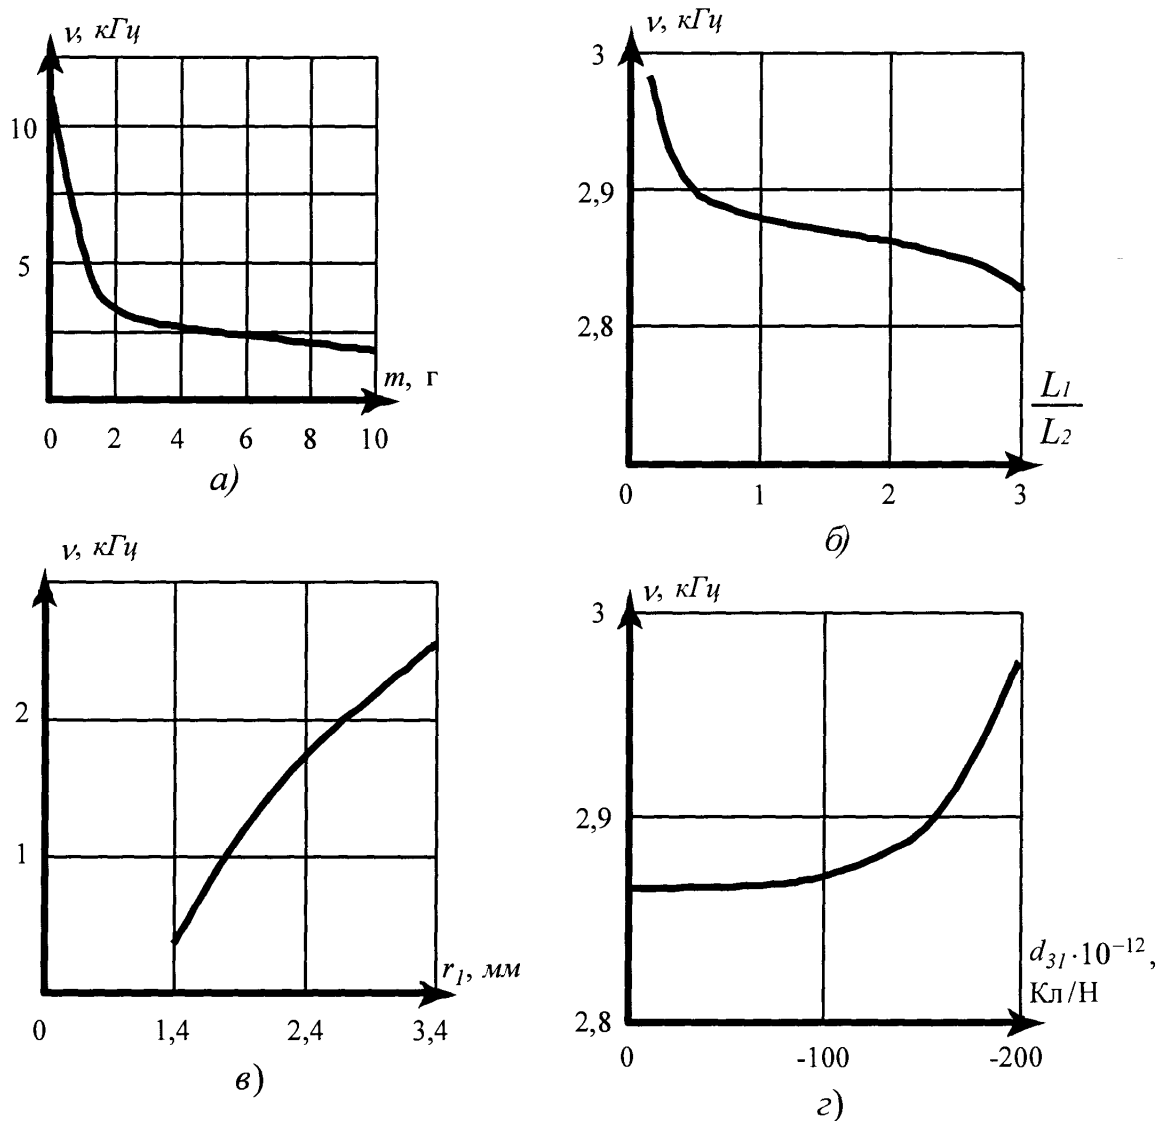 ν, кГц
10
5
m, г
0 2 4 6 8 10
а)
ν, кГц
3
2,9
2,8
L1
L2
0 1 2 3
б)
ν, кГц
2
1
r1, мм
0 1,4 2,4 3,4
в)
ν, кГц
3
2,9
d31·10−12,
Кл/Н
2,8
0 -100 -200
г)